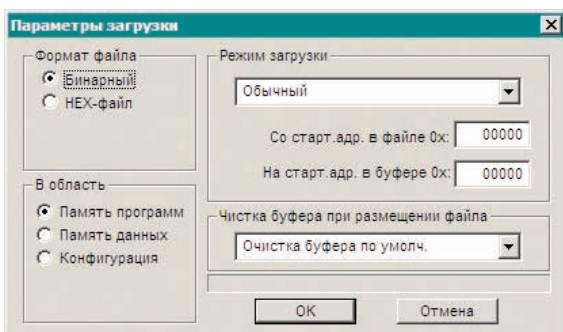 Параметры загрузки
Формат файла
Бинарный
HEX-файл
В область
Память программ
Память данных
Конфигурация
Режим загрузки
Обычный
Со старт.адр. в файле 0x: 00000
На старт.адр. в буфере 0x: 00000
Чистка буфера при размещении файла
Очистка буфера по умолч.
OK
Отмена